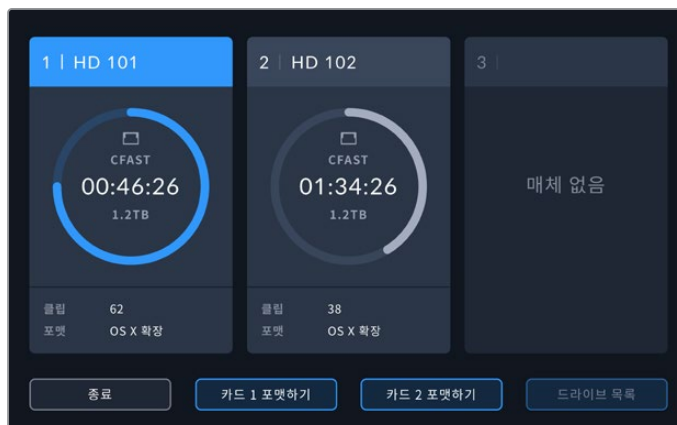 1 | HD 101
CFAST
00:46:26
1.2TB
클립 62
포맷 OS X 확장
2 | HD 102
CFAST
01:34:26
1.2TB
클립 38
포맷 OS X 확장
3 |
매체 없음
종료
카드 1 포맷하기
카드 2 포맷하기
드라이브 목록